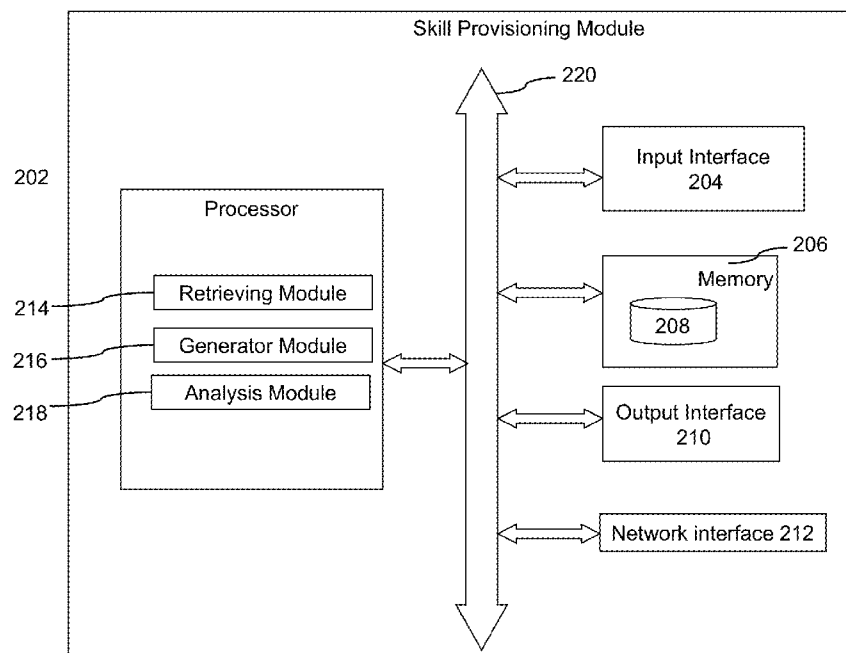 Skill Provisioning Module
220
Input Interface
204
202
Processor
206
Memory
208
214
Retrieving Module
216
Generator Module
218
Analysis Module
Output Interface
210
Network interface 212